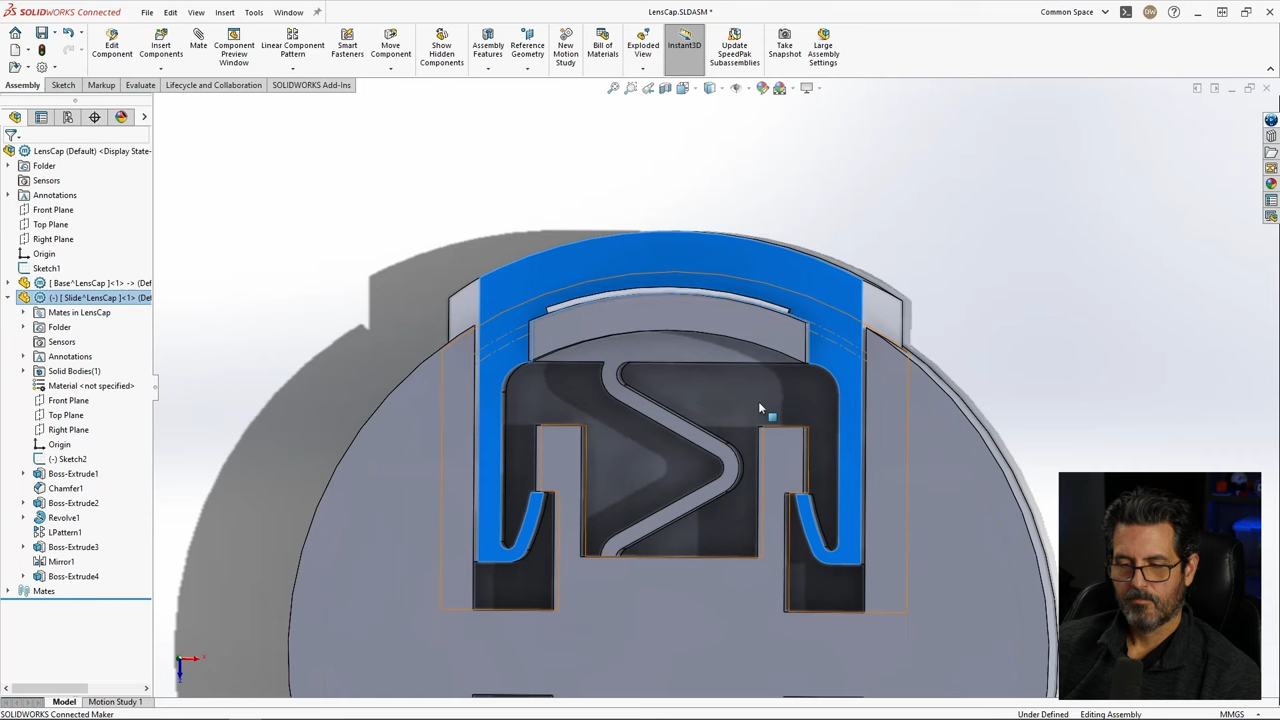 SOLIDWORKS Connected
File
Edit
View
Insert
Tools
Window
LensCap.SLDASM *
Common Space
DW
Edit Component
Insert Components
Mate
Component Preview Window
Linear Component Pattern
Smart Fasteners
Move Component
Show Hidden Components
Assembly Features
Reference Geometry
New Motion Study
Bill of Materials
Exploded View
Instant3D
Update SpeedPak Subassemblies
Take Snapshot
Large Assembly Settings
Assembly
Sketch
Markup
Evaluate
Lifecycle and Collaboration
SOLIDWORKS Add-Ins
LensCap (Default) <Display State-
Folder
Sensors
Annotations
Front Plane
Top Plane
Right Plane
Origin
Sketch1
[ Base^LensCap ]<1> -> (Def
(-) [ Slide^LensCap ]<1> (Det
Mates in LensCap
Folder
Sensors
Annotations
Solid Bodies(1)
Material <not specified>
Front Plane
Top Plane
Right Plane
Origin
(-) Sketch2
Boss-Extrude1
Chamfer1
Boss-Extrude2
Revolve1
LPattern1
Boss-Extrude3
Mirror1
Boss-Extrude4
Mates
Model
Motion Study 1
SOLIDWORKS Connected Maker
Under Defined
Editing Assembly
MMGS